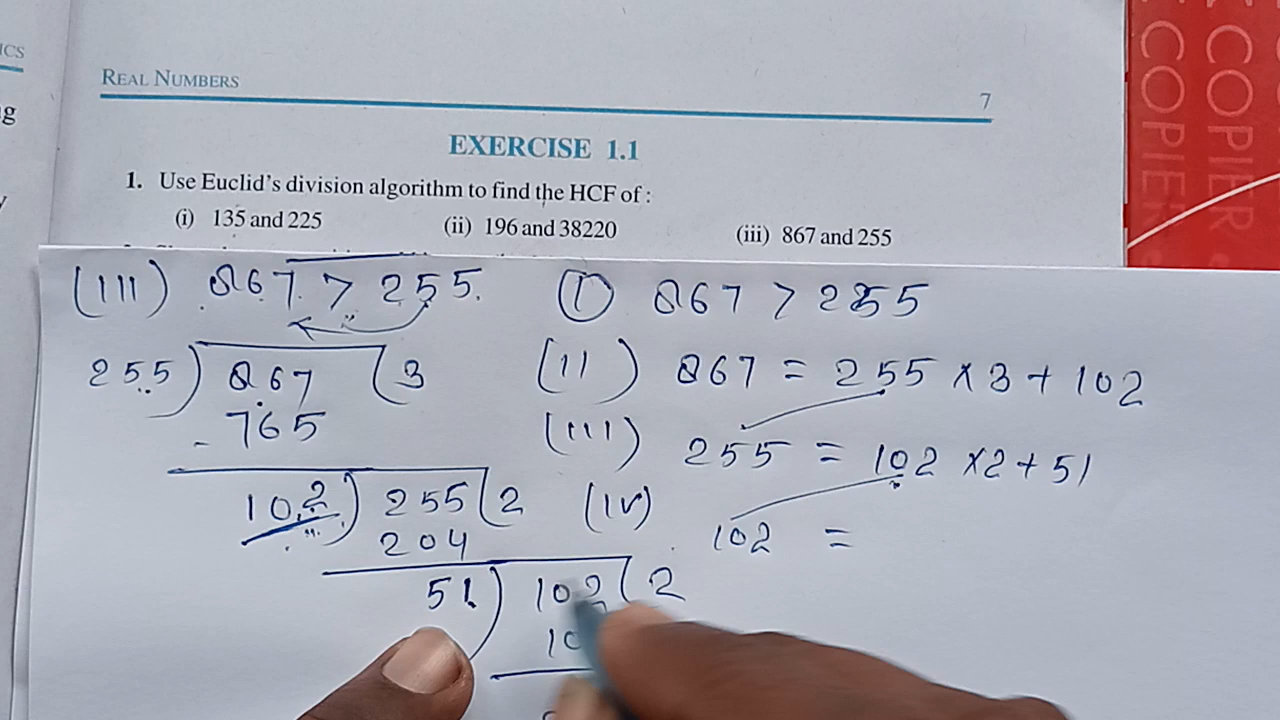 ICS
g
y
REAL NUMBERS
7
EXERCISE 1.1
1. Use Euclid's division algorithm to find the HCF of :
(i) 135 and 225 (ii) 196 and 38220 (iii) 867 and 255
(III) 867 > 255
255) 867 (3
- 765
102) 255 (2
204
51) 102 (2
10
(I) 867 > 255
(II) 867 = 255 × 3 + 102
(III) 255 = 102 × 2 + 51
(IV) 102 =
COPIER
COPIER